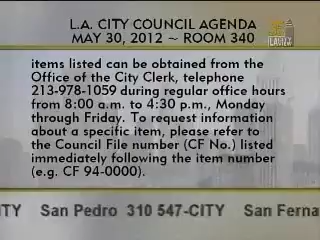 L.A. CITY COUNCIL AGENDA
MAY 30, 2012 ~ ROOM 340
items listed can be obtained from the
Office of the City Clerk, telephone
213-978-1059 during regular office hours
from 8:00 a.m. to 4:30 p.m., Monday
through Friday. To request information
about a specific item, please refer to
the Council File number (CF No.) listed
immediately following the item number
(e.g. CF 94-0000).
ITY San Pedro 310 547-CITY San Ferna